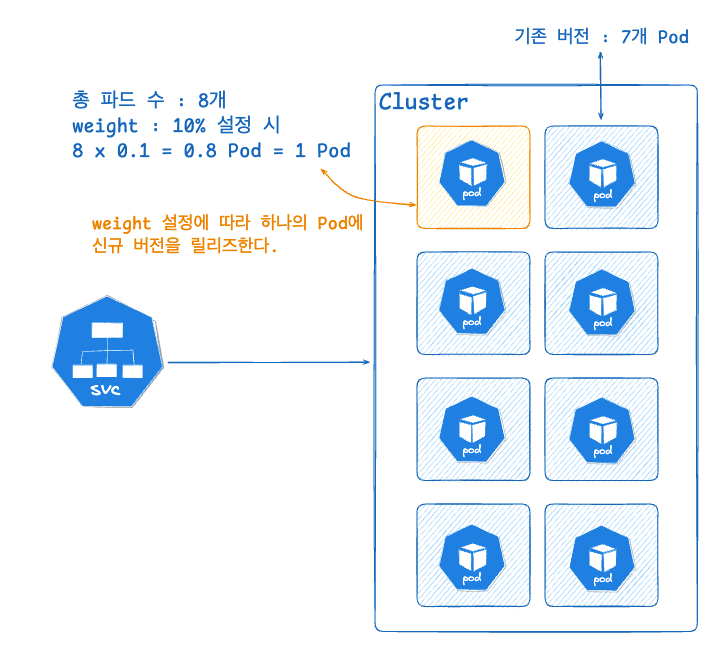 기존 버전 : 7개 Pod
총 파드 수 : 8개
weight : 10% 설정 시
8 x 0.1 = 0.8 Pod = 1 Pod
Cluster
weight 설정에 따라 하나의 Pod에
신규 버전을 릴리즈한다.
pod
pod
pod
pod
svc
pod
pod
pod
pod